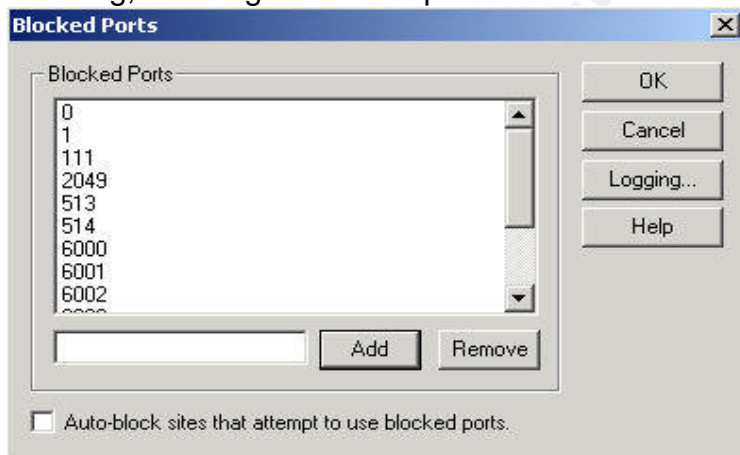 Blocked Ports
Blocked Ports
0
1
111
2049
513
514
6000
6001
6002
OK
Cancel
Logging...
Help
Add
Remove
Auto-block sites that attempt to use blocked ports.